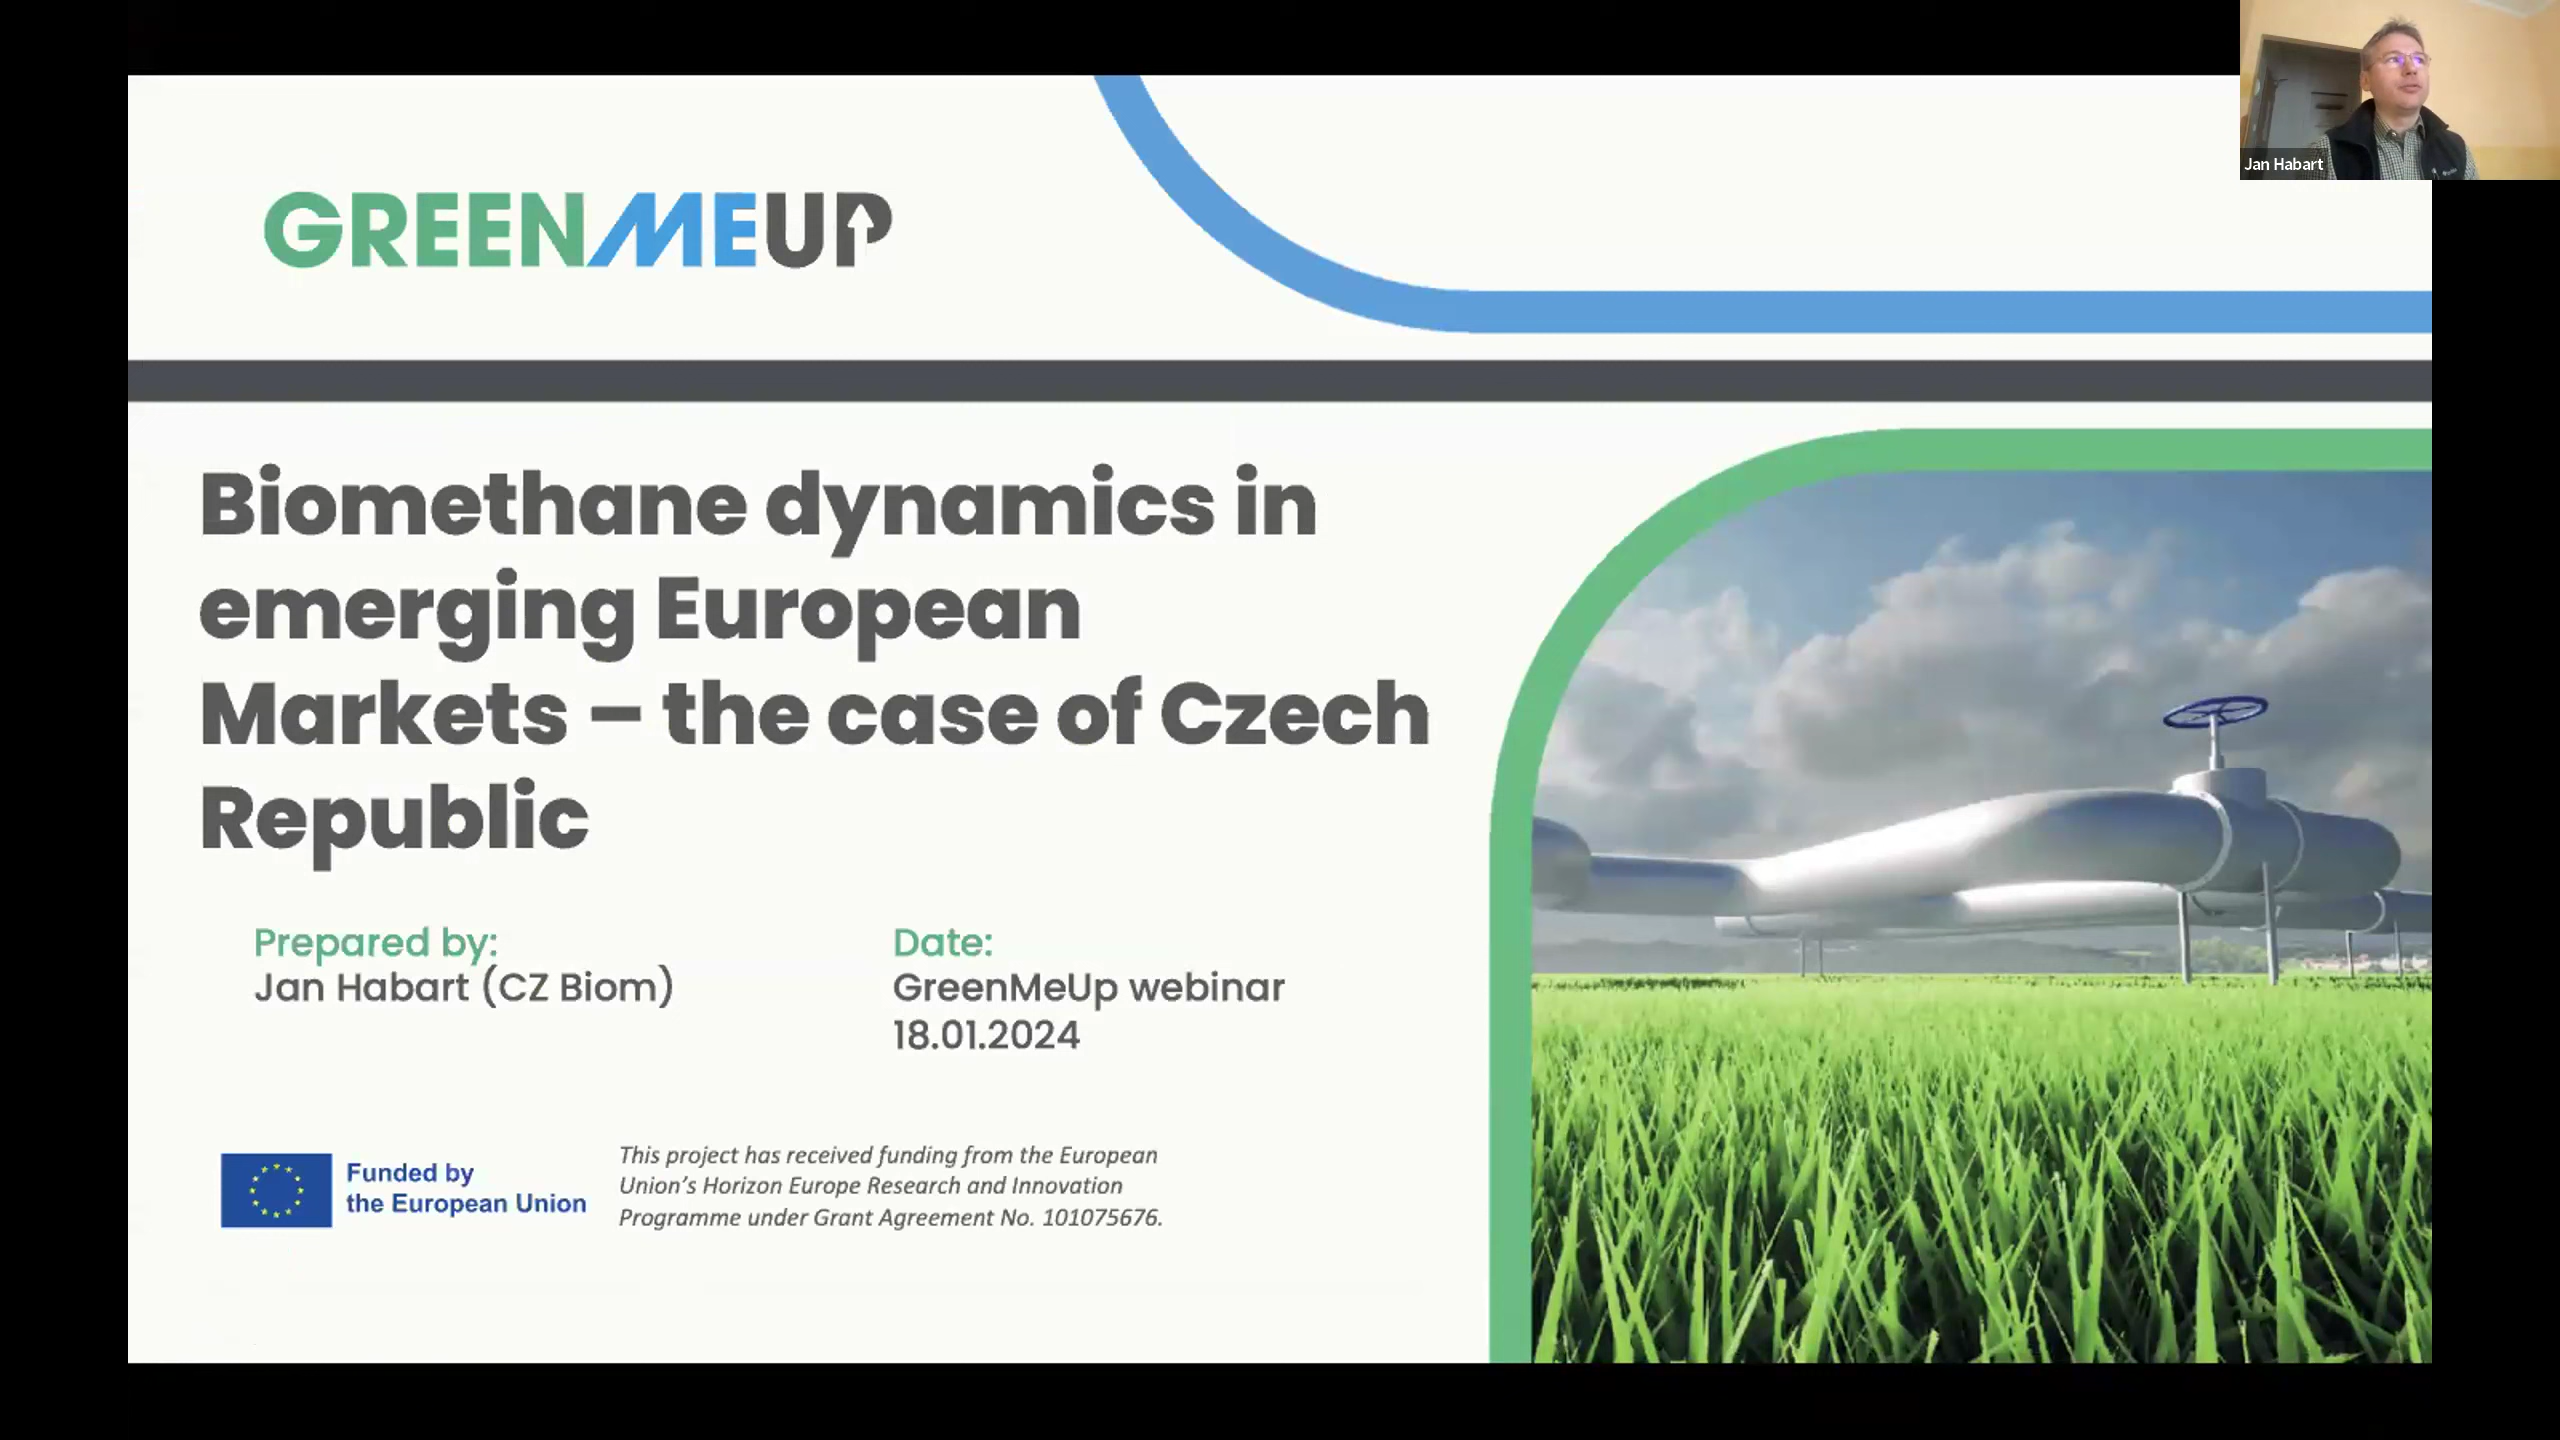 GREENMEUP
Jan Habart
Biomethane dynamics in
emerging European
Markets – the case of Czech
Republic
Prepared by:
Jan Habart (CZ Biom)
Date:
GreenMeUp webinar
18.01.2024
Funded by
the European Union
This project has received funding from the European
Union's Horizon Europe Research and Innovation
Programme under Grant Agreement No. 101075676.